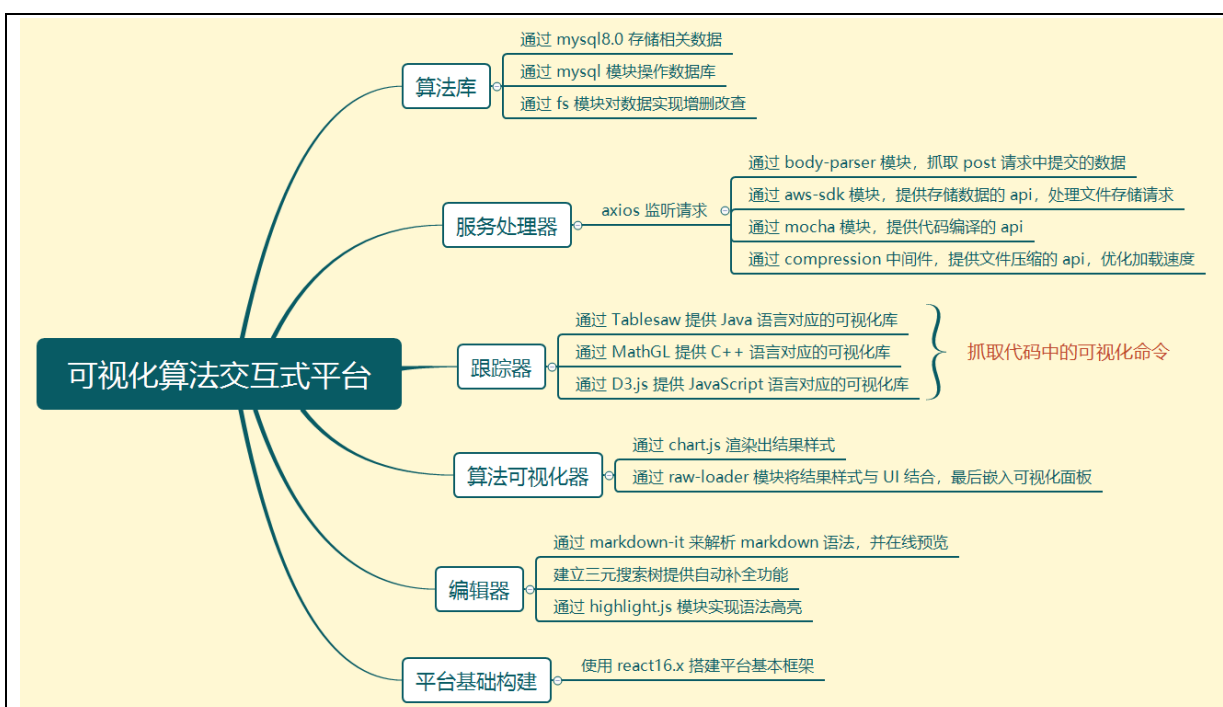 可视化算法交互式平台
算法库
通过 mysql8.0 存储相关数据
通过 mysql 模块操作数据库
通过 fs 模块对数据实现增删改查
服务处理器
axios 监听请求
通过 body-parser 模块，抓取 post 请求中提交的数据
通过 aws-sdk 模块，提供存储数据的 api，处理文件存储请求
通过 mocha 模块，提供代码编译的 api
通过 compression 中间件，提供文件压缩的 api，优化加载速度
跟踪器
通过 Tablesaw 提供 Java 语言对应的可视化库
通过 MathGL 提供 C++ 语言对应的可视化库
通过 D3.js 提供 JavaScript 语言对应的可视化库
抓取代码中的可视化命令
算法可视化器
通过 chart.js 渲染出结果样式
通过 raw-loader 模块将结果样式与 UI 结合，最后嵌入可视化面板
编辑器
通过 markdown-it 来解析 markdown 语法，并在线预览
建立三元搜索树提供自动补全功能
通过 highlight.js 模块实现语法高亮
平台基础构建
使用 react16.x 搭建平台基本框架